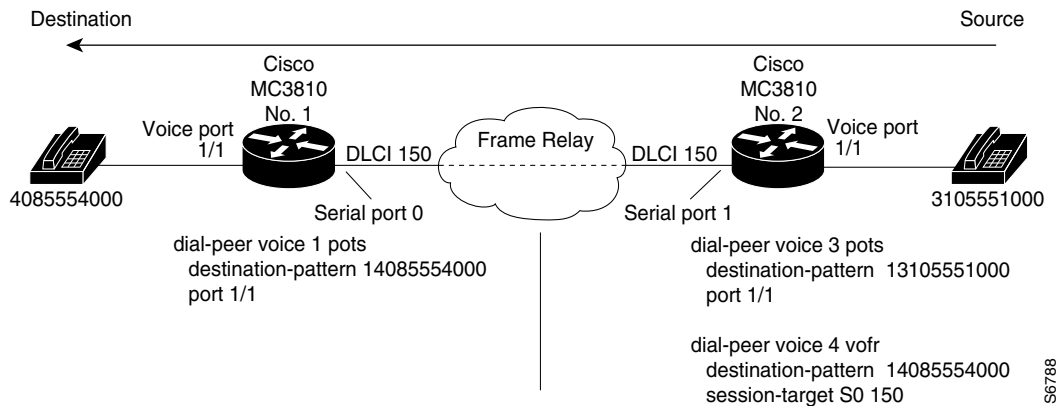 Destination
Source
Cisco
MC3810
No. 1
Cisco
MC3810
No. 2
Voice port
1/1
DLCI 150
Frame Relay
DLCI 150
Voice port
1/1
4085554000
Serial port 0
Serial port 1
3105551000
dial-peer voice 1 pots
destination-pattern 14085554000
port 1/1
dial-peer voice 3 pots
destination-pattern 13105551000
port 1/1
dial-peer voice 4 vofr
destination-pattern 14085554000
session-target S0 150
S6788